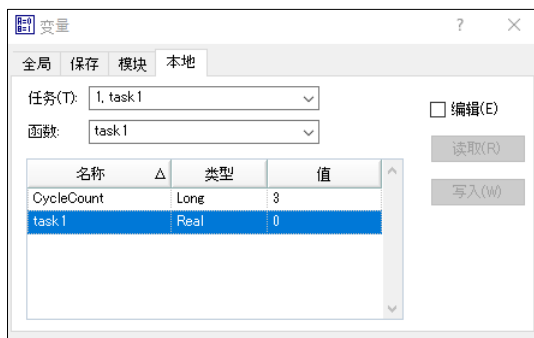 变量
全局 保存 模块 本地
任务(T): 1, task1
函数: task1
编辑(E)
读取(R)
写入(W)
名称 类型 值
CycleCount Long 3
task1 Real 0